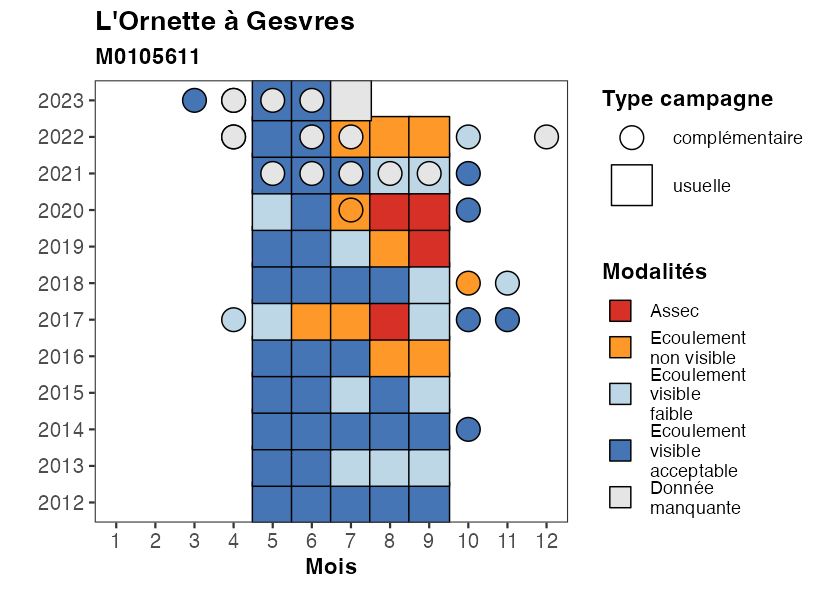 L'Ornette à Gesvres
M0105611
2023
2022
2021
2020
2019
2018
2017
2016
2015
2014
2013
2012
1 2 3 4 5 6 7 8 9 10 11 12
Mois
Type campagne
complémentaire
usuelle
Modalités
Assec
Ecoulement
non visible
Ecoulement
visible
faible
Ecoulement
visible
acceptable
Donnée
manquante